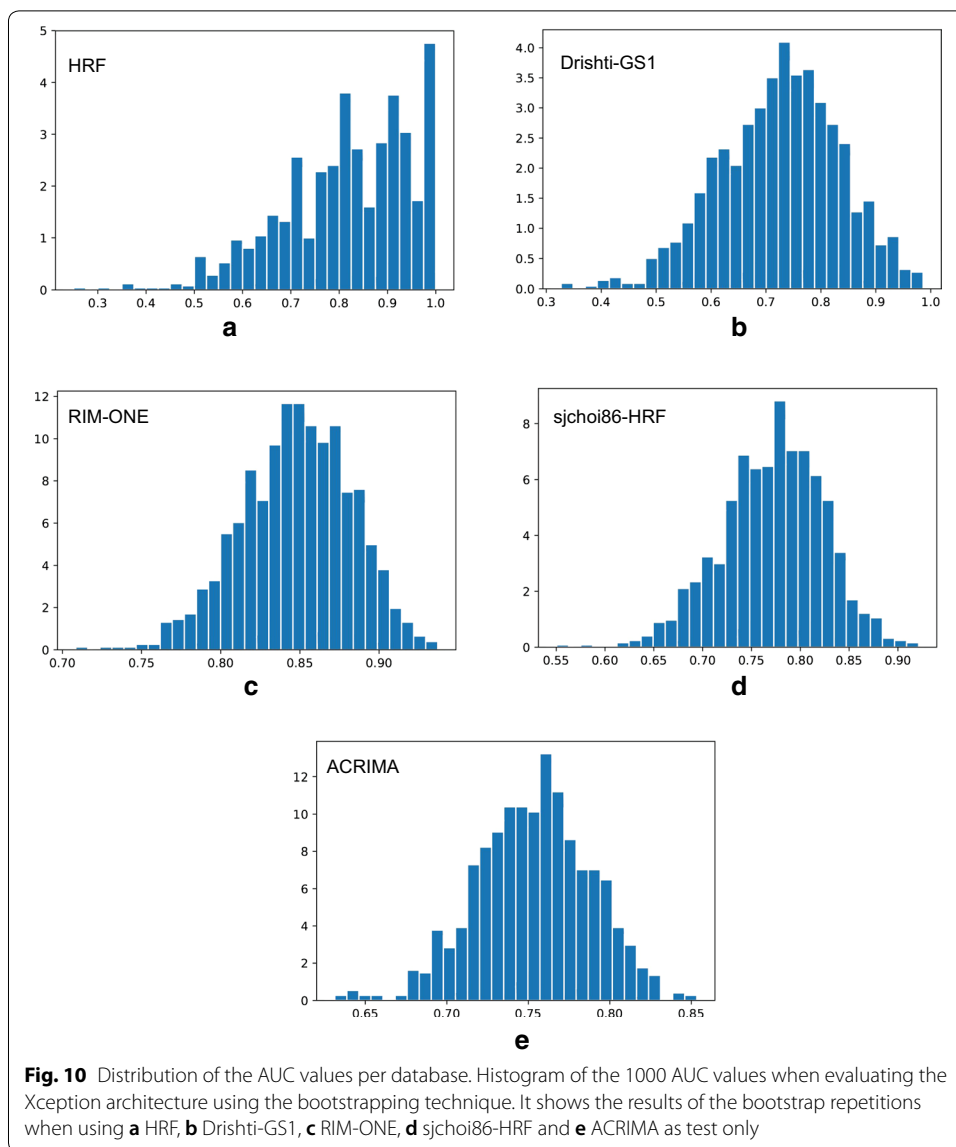 HRF
5
4
3
2
1
0
0.3 0.4 0.5 0.6 0.7 0.8 0.9 1.0
a
Drishti-GS1
4.0
3.5
3.0
2.5
2.0
1.5
1.0
0.5
0.0
0.3 0.4 0.5 0.6 0.7 0.8 0.9 1.0
b
RIM-ONE
12
10
8
6
4
2
0
0.70 0.75 0.80 0.85 0.90
c
sjchoi86-HRF
8
6
4
2
0
0.55 0.60 0.65 0.70 0.75 0.80 0.85 0.90
d
ACRIMA
12
10
8
6
4
2
0
0.65 0.70 0.75 0.80 0.85
e
Fig. 10 Distribution of the AUC values per database. Histogram of the 1000 AUC values when evaluating the
Xception architecture using the bootstrapping technique. It shows the results of the bootstrap repetitions
when using a HRF, b Drishti-GS1, c RIM-ONE, d sjchoi86-HRF and e ACRIMA as test only